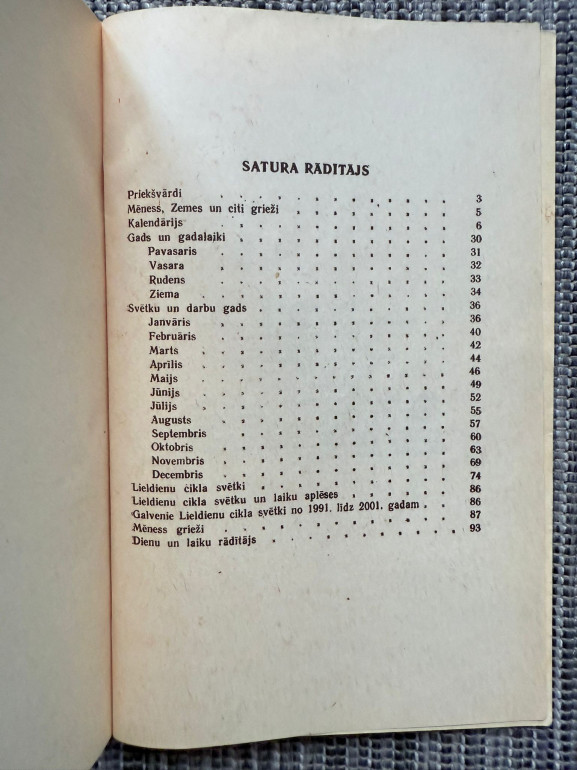 SATURA RĀDĪTĀJS
Priekšvārdi . . . . . . . . . . . 3
Mēness, Zemes un citi grieži . . . . . . . 5
Kalendārijs . . . . . . . . . . . 6
Gads un gadalaiki . . . . . . . . . 30
Pavasaris . . . . . . . . . . 31
Vasara . . . . . . . . . . 32
Rudens . . . . . . . . . . 33
Ziema . . . . . . . . . . . 34
Svētku un darbu gads . . . . . . . . 36
Janvāris . . . . . . . . . . 36
Februāris . . . . . . . . . . 40
Marts . . . . . . . . . . . 42
Aprīlis . . . . . . . . . . . 44
Maijs . . . . . . . . . . . 46
Jūnijs . . . . . . . . . . . 49
Jūlijs . . . . . . . . . . . 52
Augusts . . . . . . . . . . 55
Septembris . . . . . . . . . . 57
Oktobris . . . . . . . . . . 60
Novembris . . . . . . . . . . 63
Decembris . . . . . . . . . . 69
Lieldienu cikla svētki . . . . . . . . 74
Lieldienu cikla svētku un laiku aplēses . . . . . 86
Galvenie Lieldienu cikla svētki no 1991. līdz 2001. gadam . 86
Mēness grieži . . . . . . . . . . 87
Dienu un laiku rādītājs . . . . . . . . 93